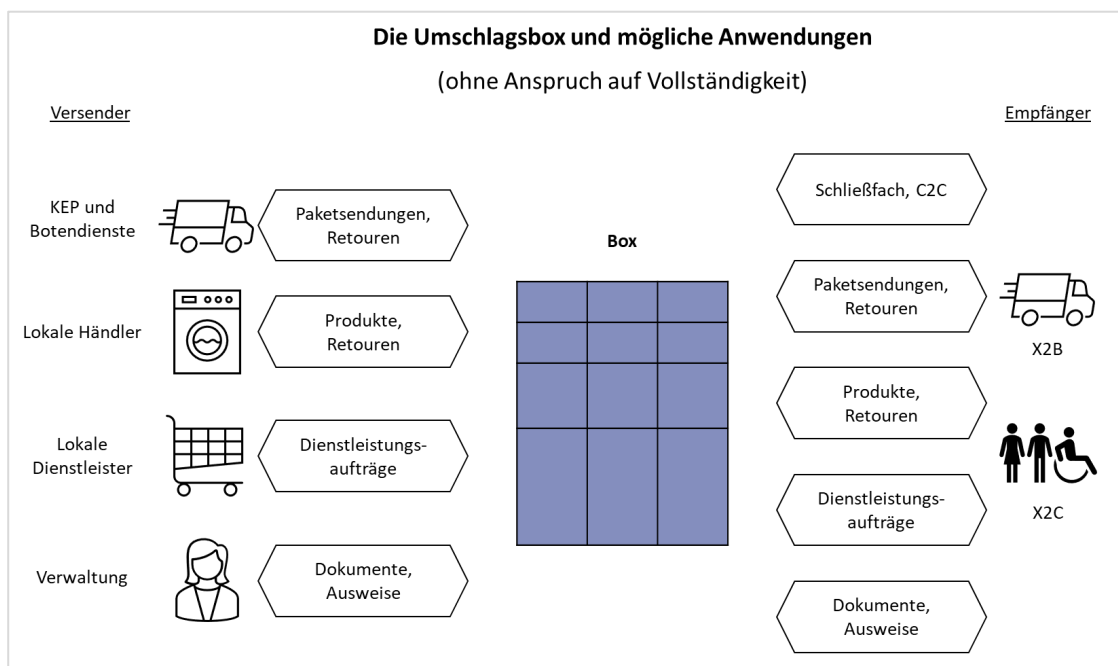 Die Umschlagsbox und mögliche Anwendungen
(ohne Anspruch auf Vollständigkeit)
Versender
Empfänger
KEP und
Botendienste
Paketsendungen,
Retouren
Lokale Händler
Produkte,
Retouren
Lokale
Dienstleister
Dienstleistungs-
aufträge
Verwaltung
Dokumente,
Ausweise
Box
Schließfach, C2C
Paketsendungen,
Retouren
X2B
Produkte,
Retouren
Dienstleistungs-
aufträge
X2C
Dokumente,
Ausweise